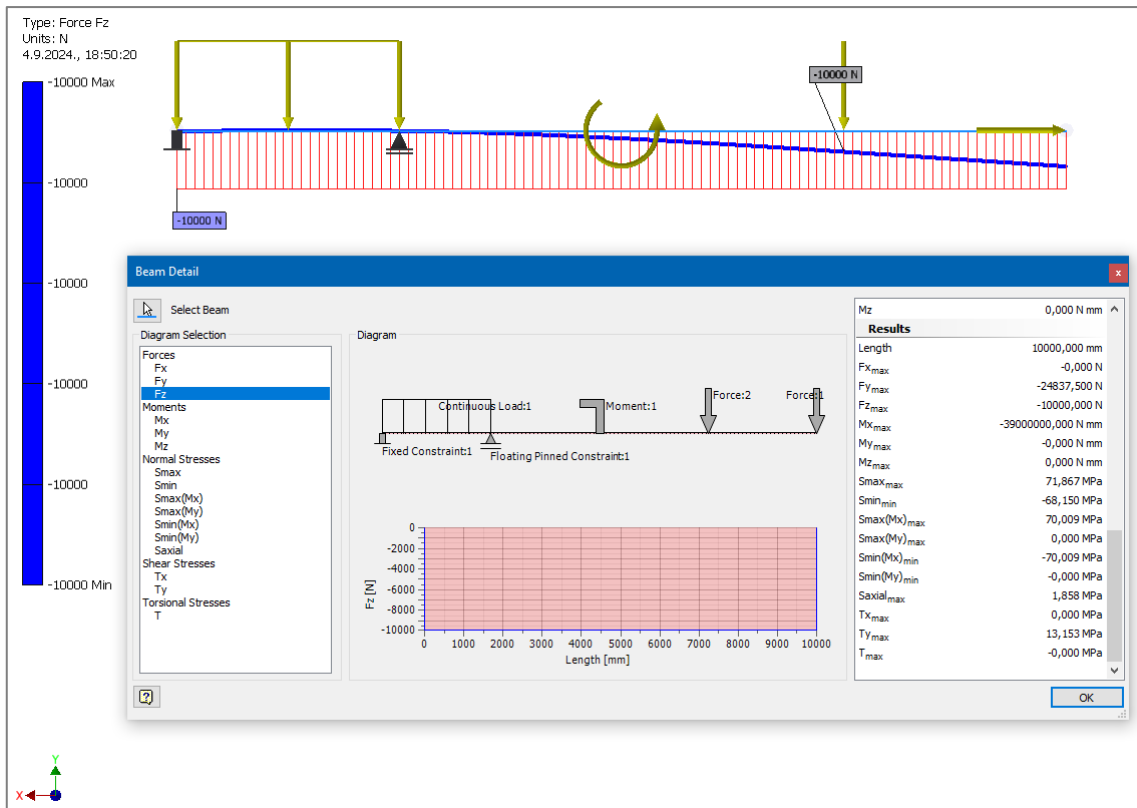 Type: Force Fz
Units: N
4.9.2024., 18:50:20
-10000 Max
-10000
-10000
-10000
-10000
-10000 Min
-10000 N
-10000 N
Beam Detail
x
Select Beam
Diagram Selection
Forces
Fx
Fy
Fz
Moments
Mx
My
Mz
Normal Stresses
Smax
Smin
Smax(Mx)
Smax(My)
Smin(Mx)
Smin(My)
Saxial
Shear Stresses
Tx
Ty
Torsional Stresses
T
Diagram
Continuous Load:1
Moment:1
Force:2
Force:1
Fixed Constraint:1
Floating Pinned Constraint:1
Fz [N]
0
-2000
-4000
-6000
-8000
-10000
0 1000 2000 3000 4000 5000 6000 7000 8000 9000 10000
Length [mm]
Mz 0,000 N mm
Results
Length 10000,000 mm
Fxmax -0,000 N
Fymax -24837,500 N
Fzmax -10000,000 N
Mxmax -39000000,000 N mm
Mymax -0,000 N mm
Mzmax 0,000 N mm
Smaxmax 71,867 MPa
Sminmin -68,150 MPa
Smax(Mx)max 70,009 MPa
Smax(My)max 0,000 MPa
Smin(Mx)min -70,009 MPa
Smin(My)min -0,000 MPa
Saxialmax 1,858 MPa
Txmax 0,000 MPa
Tymax 13,153 MPa
Tmax -0,000 MPa
?
OK
Y
X